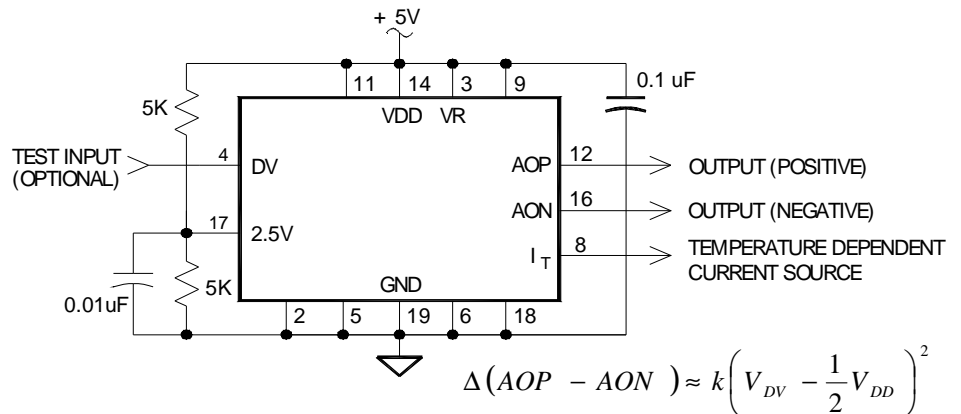 + 5V
11 14 3 9
0.1 uF
5K
VDD VR
TEST INPUT
(OPTIONAL)
4
DV
AOP
12
OUTPUT (POSITIVE)
AON
16
OUTPUT (NEGATIVE)
17
2.5V
I T
8
TEMPERATURE DEPENDENT
CURRENT SOURCE
0.01uF
5K
GND
2 5 19 6 18
Δ(AOP - AON) ≈ k(V_DV - 1/2 V_DD)²